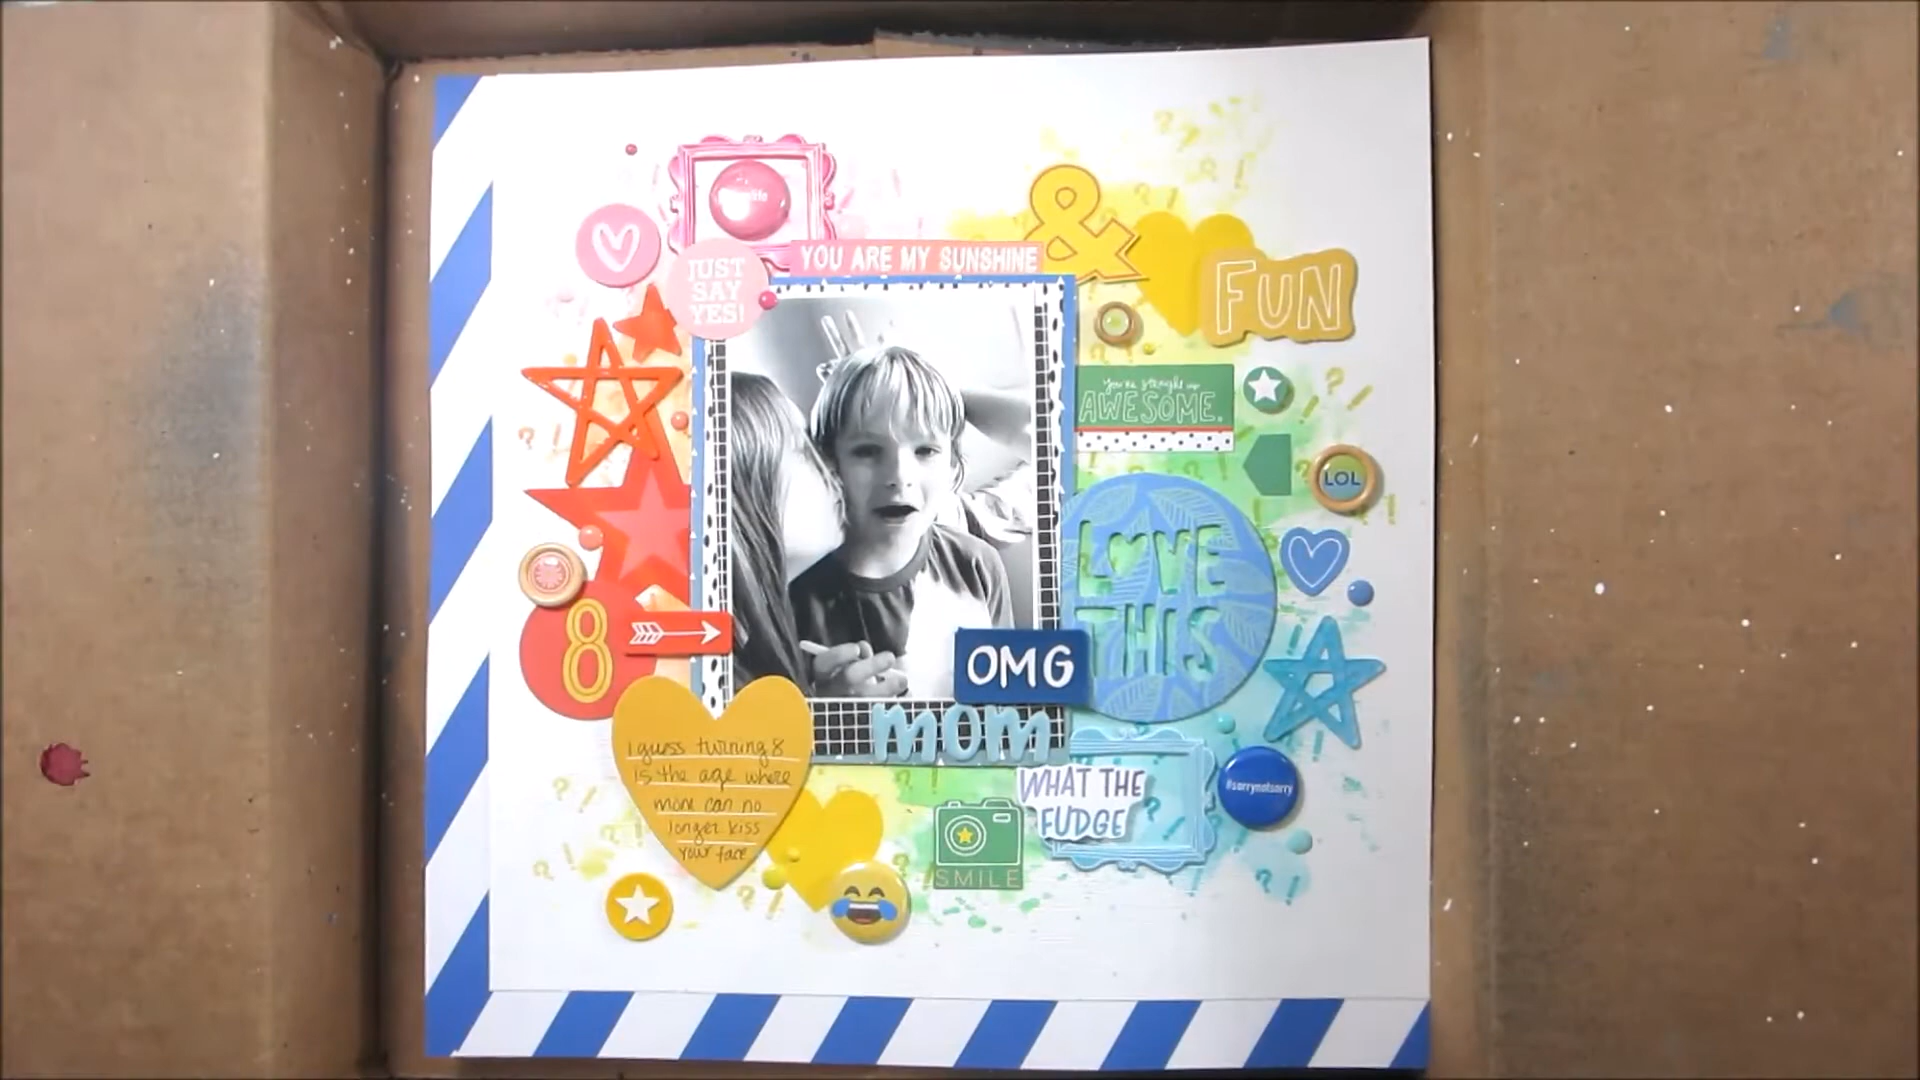 YOU ARE MY SUNSHINE
JUST
SAY
YES!
&
FUN
you're straight up
AWESOME.
LOL
LOVE
THIS
8
OMG
mom
I guess turning 8
is the age where
mom can no
longer kiss
your face
WHAT THE
FUDGE
#sorrynotsorry
SMILE
? !
? !
? !
? !
? !
? !